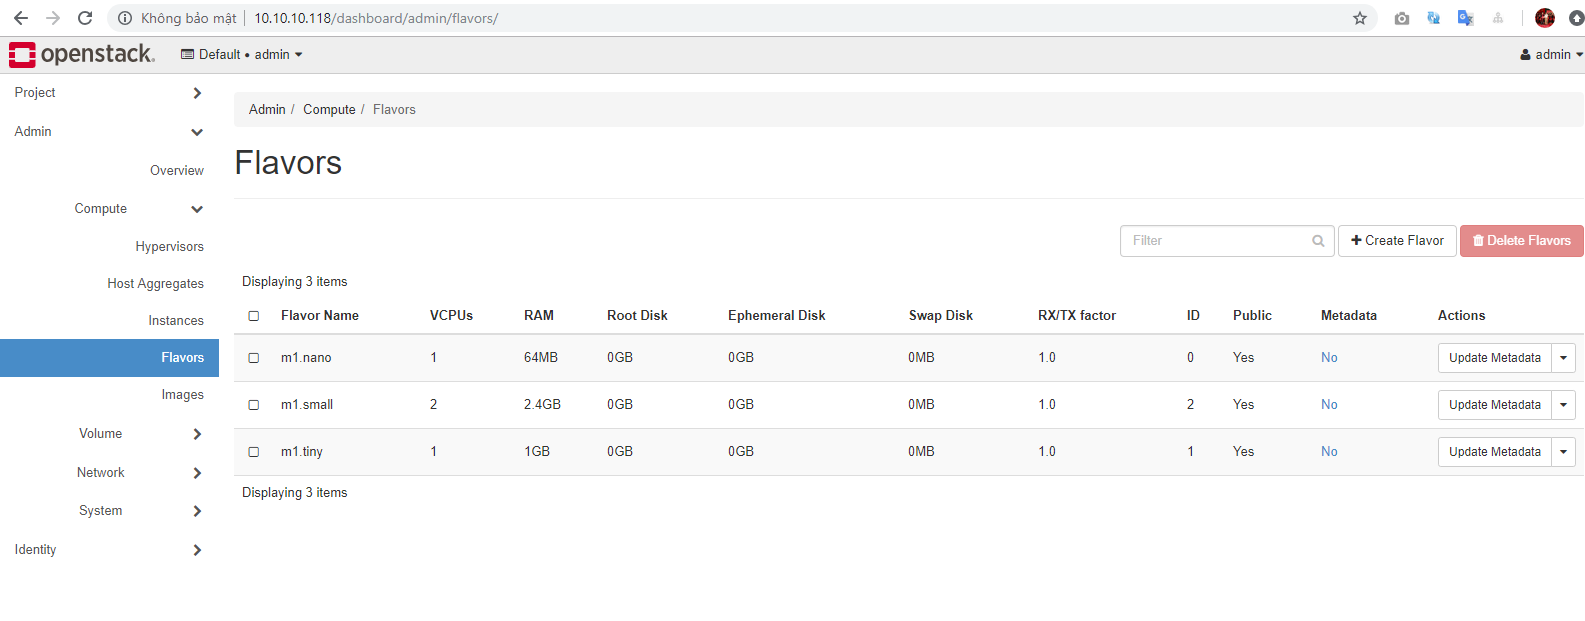 Không bảo mật 10.10.10.118/dashboard/admin/flavors/
openstack. Default • admin admin
Project
Admin
Overview
Compute
Hypervisors
Host Aggregates
Instances
Flavors
Images
Volume
Network
System
Identity
Admin / Compute / Flavors
Flavors
Filter + Create Flavor Delete Flavors
Displaying 3 items
Flavor Name VCPUs RAM Root Disk Ephemeral Disk Swap Disk RX/TX factor ID Public Metadata Actions
m1.nano 1 64MB 0GB 0GB 0MB 1.0 0 Yes No Update Metadata
m1.small 2 2.4GB 0GB 0GB 0MB 1.0 2 Yes No Update Metadata
m1.tiny 1 1GB 0GB 0GB 0MB 1.0 1 Yes No Update Metadata
Displaying 3 items